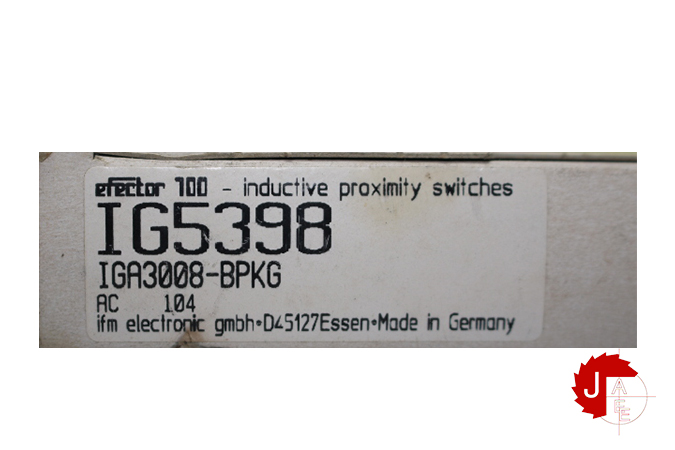 efector 100 - inductive proximity switches
IG5398
IGA3008-BPKG
AC 104
ifm electronic gmbh•D45127Essen•Made in Germany
J
A
T
E
E